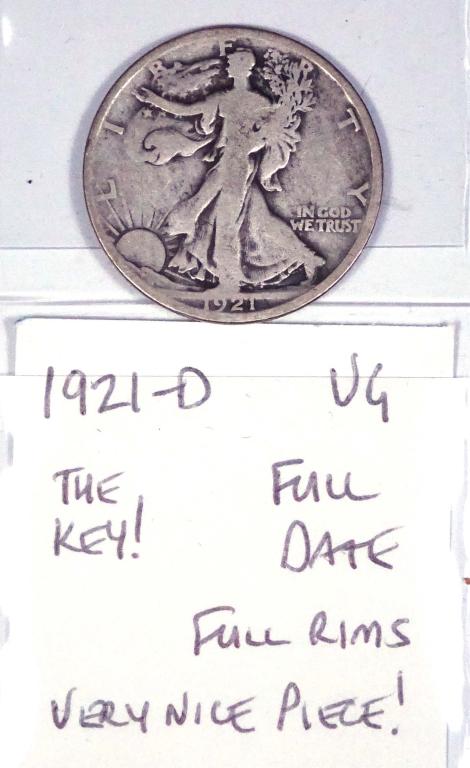 LIBERTY
IN GOD
WE TRUST
1921
1921-D VG
THE KEY! FULL DATE
FULL RIMS
VERY NICE PIECE!